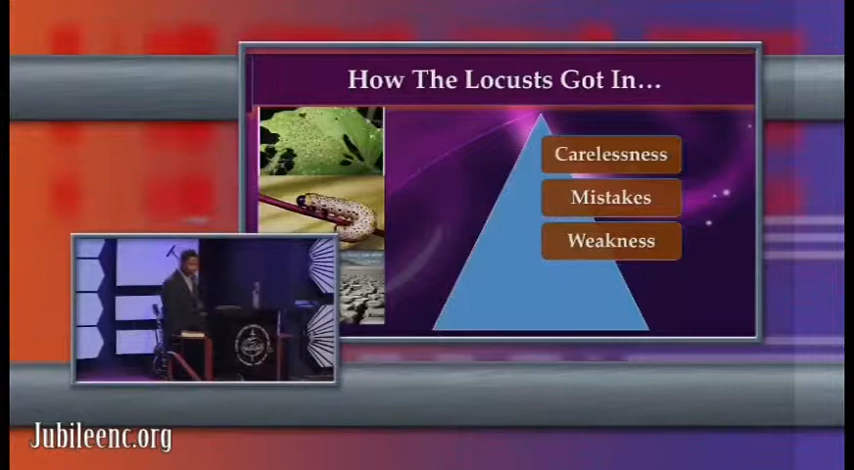 How The Locusts Got In...
Carelessness
Mistakes
Weakness
Jubileenc.org